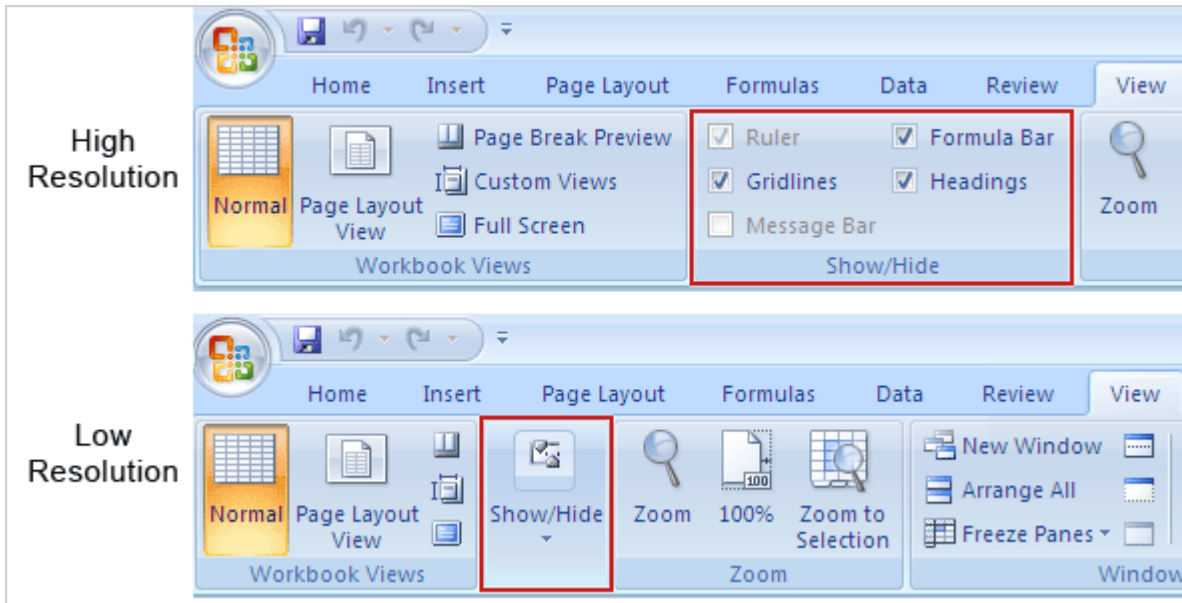 Home Insert Page Layout Formulas Data Review View
High
Resolution
Normal
Page Layout
View
Page Break Preview
Custom Views
Full Screen
Workbook Views
Ruler
Formula Bar
Gridlines
Headings
Message Bar
Show/Hide
Zoom
Home Insert Page Layout Formulas Data Review View
Low
Resolution
Normal
Page Layout
View
Workbook Views
Show/Hide
Zoom
100
100%
Zoom to
Selection
Zoom
New Window
Arrange All
Freeze Panes
Window